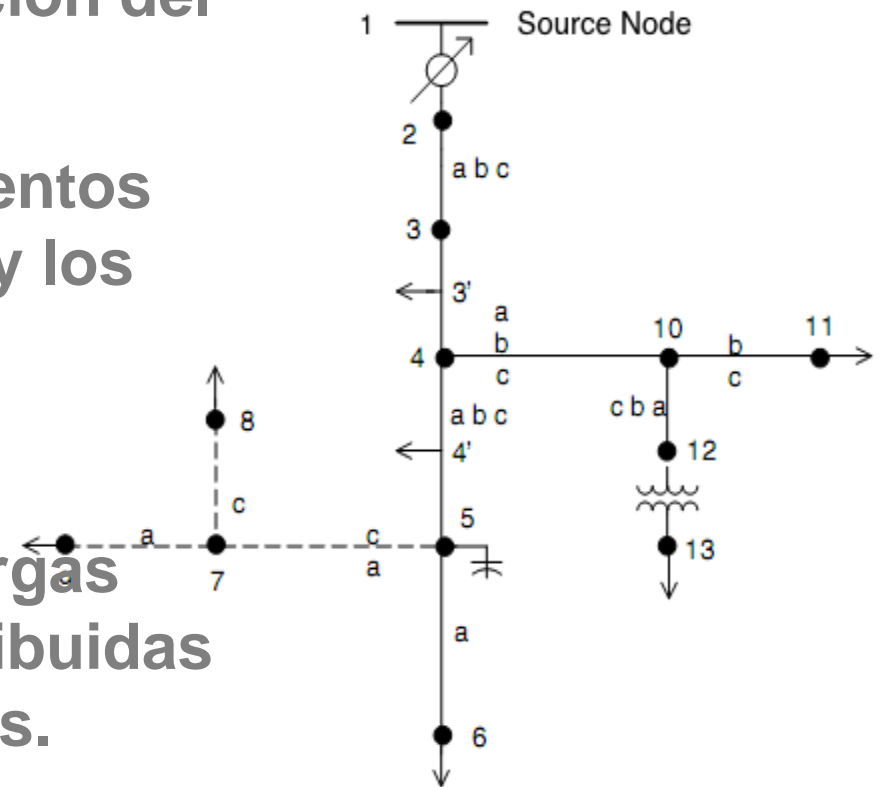 ción del
entos
y los
rgas
ibuidas
s.
1
Source Node
2
a b c
3
3'
a
b
c
4
10
b
c
11
a b c
c b a
4'
12
8
c
5
a
c
a
7
13
a
6